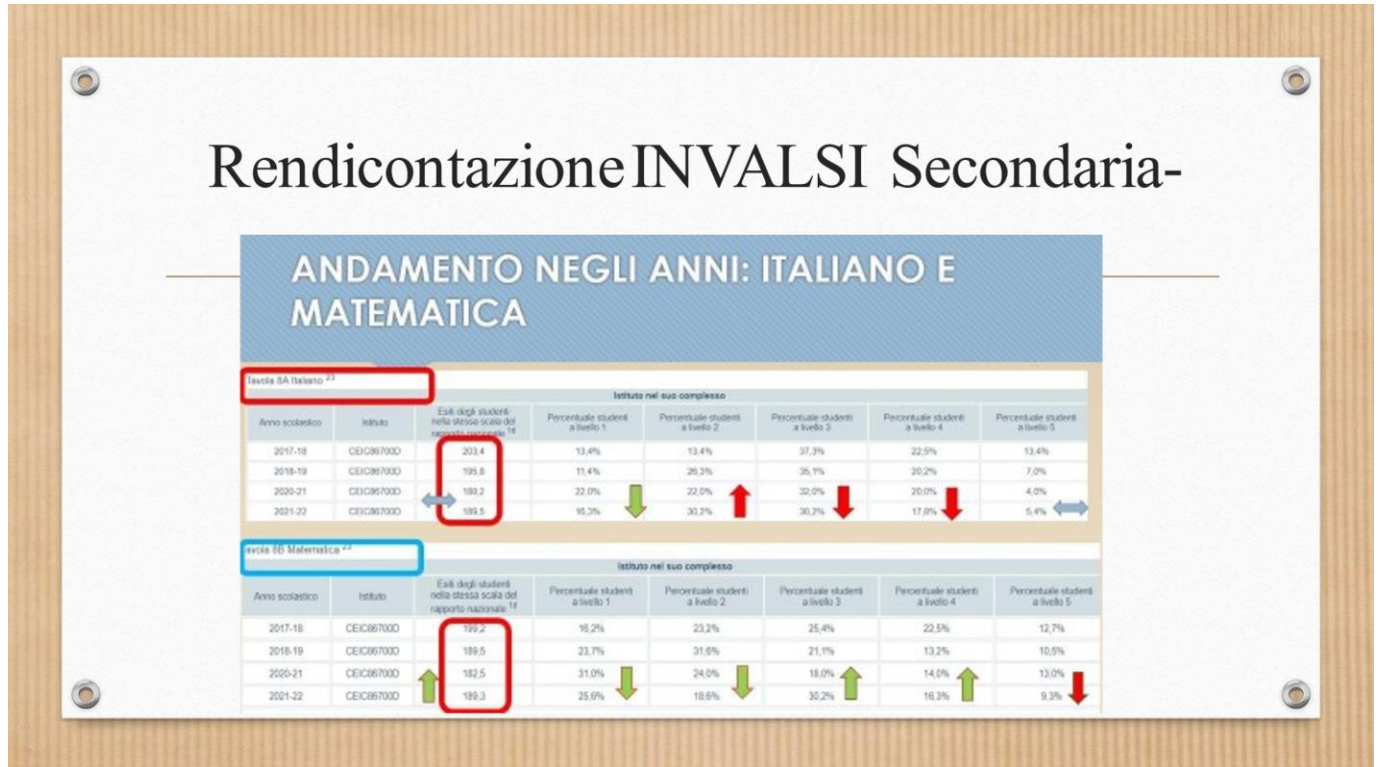 Rendicontazione INVALSI Secondaria-
ANDAMENTO NEGLI ANNI: ITALIANO E
MATEMATICA
Tavola 8A Italiano 23
Istituto nel suo complesso
Anno scolastico Istituto Esiti degli studenti nella stessa scala del rapporto nazionale 18 Percentuale studenti a livello 1 Percentuale studenti a livello 2 Percentuale studenti a livello 3 Percentuale studenti a livello 4 Percentuale studenti a livello 5
2017-18 CEIC86700D 203,4 13,4% 13,4% 37,3% 22,5% 13,4%
2018-19 CEIC86700D 195,8 11,4% 26,3% 35,1% 20,2% 7,0%
2020-21 CEIC86700D 188,2 22,0% 22,0% 32,0% 20,0% 4,0%
2021-22 CEIC86700D 189,5 16,3% 30,2% 30,2% 17,8% 5,4%
avola 8B Matematica 23
Istituto nel suo complesso
Anno scolastico Istituto Esiti degli studenti nella stessa scala del rapporto nazionale 18 Percentuale studenti a livello 1 Percentuale studenti a livello 2 Percentuale studenti a livello 3 Percentuale studenti a livello 4 Percentuale studenti a livello 5
2017-18 CEIC86700D 199,2 16,2% 23,2% 25,4% 22,5% 12,7%
2018-19 CEIC86700D 189,5 23,7% 31,6% 21,1% 13,2% 10,5%
2020-21 CEIC86700D 182,5 31,0% 24,0% 18,0% 14,0% 13,0%
2021-22 CEIC86700D 189,3 25,6% 18,6% 30,2% 16,3% 9,3%